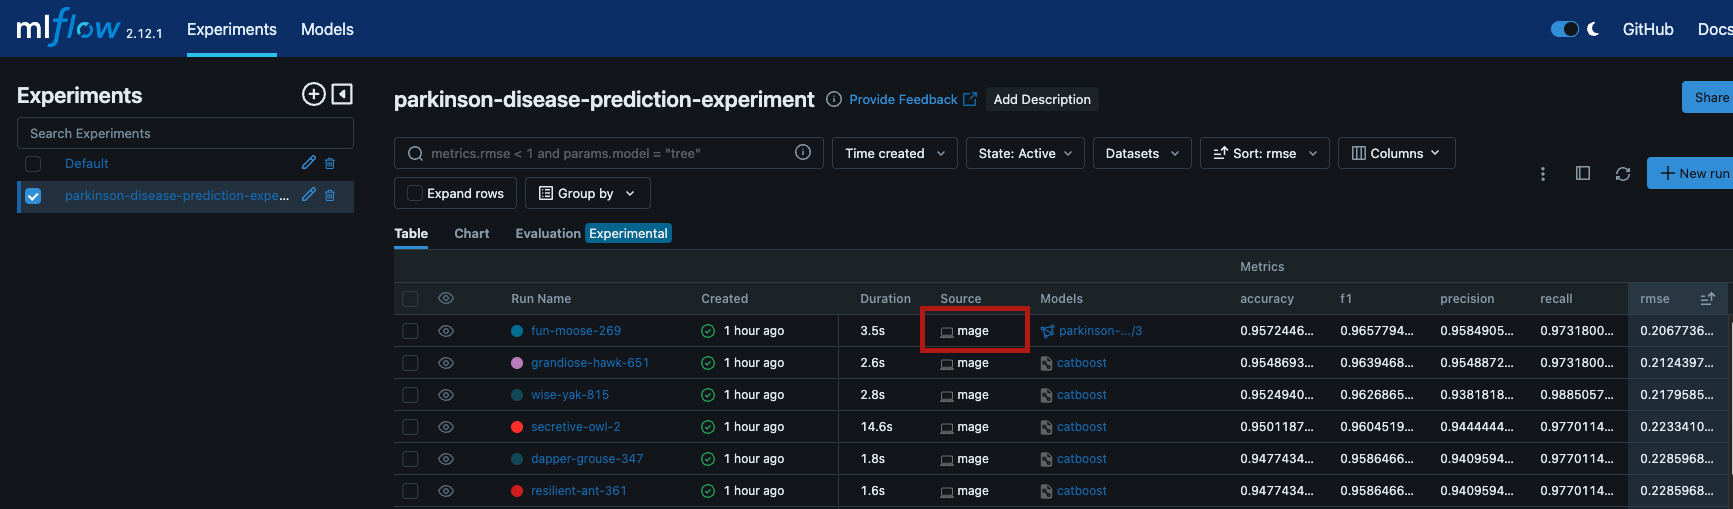 mlflow 2.12.1 Experiments Models GitHub Docs
Experiments
Search Experiments
Default
parkinson-disease-prediction-expe...
parkinson-disease-prediction-experiment Provide Feedback Add Description Share
metrics.rmse < 1 and params.model = "tree" Time created State: Active Datasets Sort: rmse Columns
Expand rows Group by
+ New run
Table Chart Evaluation Experimental
Metrics
Run Name Created Duration Source Models accuracy f1 precision recall rmse
fun-moose-269 1 hour ago 3.5s mage parkinson-.../3 0.9572446... 0.9657794... 0.9584905... 0.9731800... 0.2067736...
grandiose-hawk-651 1 hour ago 2.6s mage catboost 0.9548693... 0.9639468... 0.9548872... 0.9731800... 0.2124397...
wise-yak-815 1 hour ago 2.8s mage catboost 0.9524940... 0.9626865... 0.9381818... 0.9885057... 0.2179585...
secretive-owl-2 1 hour ago 14.6s mage catboost 0.9501187... 0.9604519... 0.9444444... 0.9770114... 0.2233410...
dapper-grouse-347 1 hour ago 1.8s mage catboost 0.9477434... 0.9586466... 0.9409594... 0.9770114... 0.2285968...
resilient-ant-361 1 hour ago 1.6s mage catboost 0.9477434... 0.9586466... 0.9409594... 0.9770114... 0.2285968...